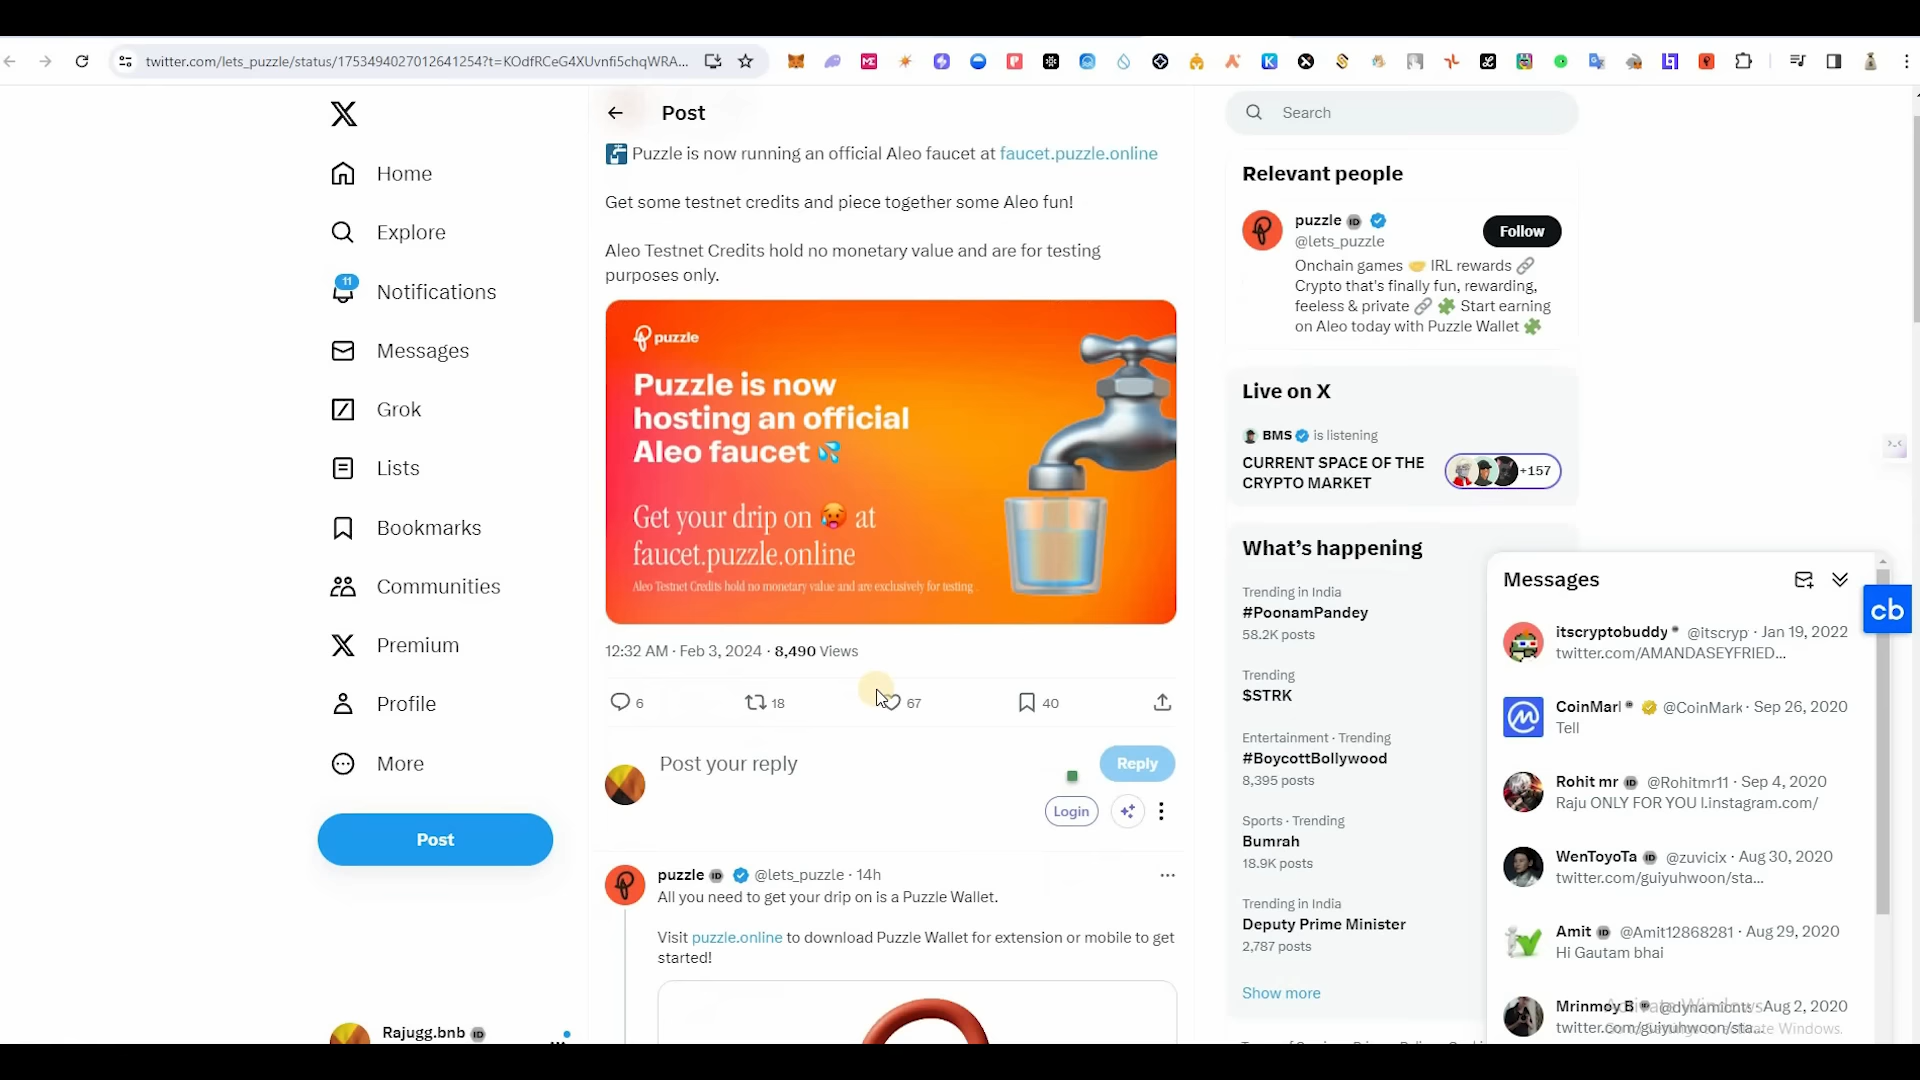 twitter.com/lets_puzzle/status/1753494027012641254?t=KOdfRCeG4XUvnfi5chqWRA...
Home
Explore
11
Notifications
Messages
Grok
Lists
Bookmarks
Communities
Premium
Profile
More
Post
Rajugg.bnb
Post
Puzzle is now running an official Aleo faucet at faucet.puzzle.online
Get some testnet credits and piece together some Aleo fun!
Aleo Testnet Credits hold no monetary value and are for testing
purposes only.
puzzle
Puzzle is now
hosting an official
Aleo faucet
Get your drip on at
faucet.puzzle.online
Aleo Testnet Credits hold no monetary value and are exclusively for testing
12:32 AM · Feb 3, 2024 · 8,490 Views
6
18
67
40
Post your reply
Reply
Login
puzzle @lets_puzzle · 14h
All you need to get your drip on is a Puzzle Wallet.
Visit puzzle.online to download Puzzle Wallet for extension or mobile to get
started!
Search
Relevant people
puzzle
@lets_puzzle
Follow
Onchain games IRL rewards
Crypto that's finally fun, rewarding,
feeless & private Start earning
on Aleo today with Puzzle Wallet
Live on X
BMS is listening
CURRENT SPACE OF THE
CRYPTO MARKET
+157
What's happening
Trending in India
#PoonamPandey
58.2K posts
Trending
$STRK
Entertainment · Trending
#BoycottBollywood
8,395 posts
Sports · Trending
Bumrah
18.9K posts
Trending in India
Deputy Prime Minister
2,787 posts
Show more
Messages
cb
itscryptobuddy @itscryp · Jan 19, 2022
twitter.com/AMANDASEYFRIED...
CoinMarl @CoinMark · Sep 26, 2020
Tell
Rohit mr @Rohitmr11 · Sep 4, 2020
Raju ONLY FOR YOU l.instagram.com/
WenToyoTa @zuvicix · Aug 30, 2020
twitter.com/guiyuhwoon/sta...
Amit @Amit12868281 · Aug 29, 2020
Hi Gautam bhai
Mrinmoy B @dynamicnts · Aug 2, 2020
twitter.com/guiyuhwoon/sta...
Activate Windows